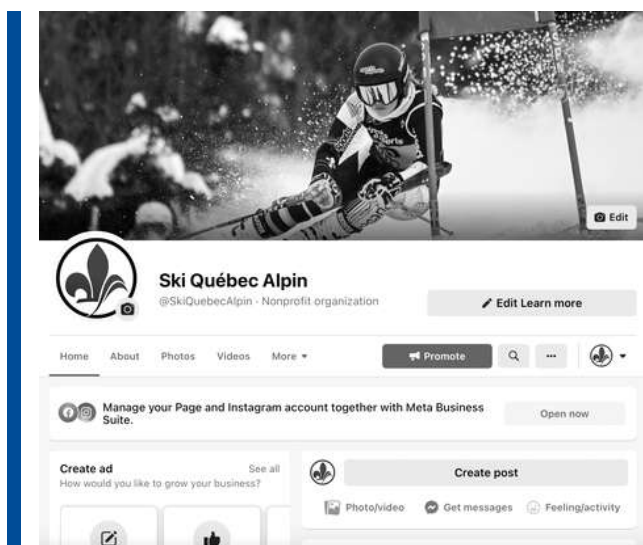 Edit
Ski Québec Alpin
@SkiQuebecAlpin · Nonprofit organization
Edit Learn more
Home About Photos Videos More
Promote
Manage your Page and Instagram account together with Meta Business
Suite.
Open now
Create ad
See all
How would you like to grow your business?
Create post
Photo/video
Get messages
Feeling/activity